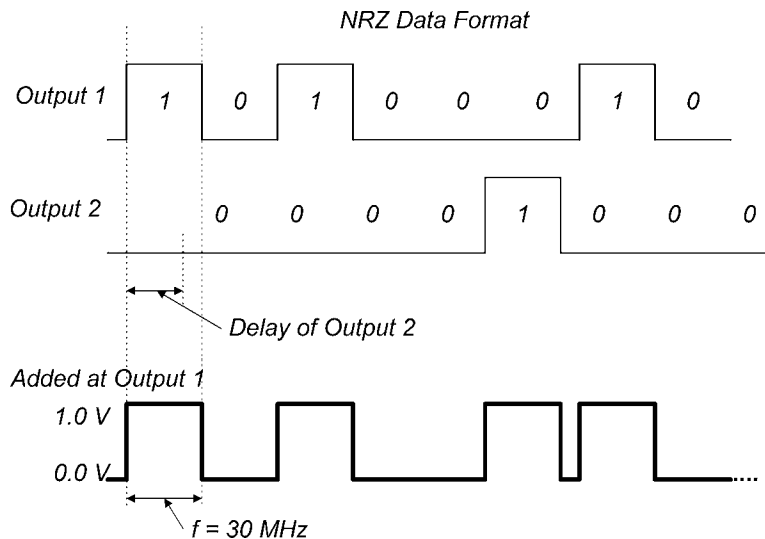 NRZ Data Format
Output 1 1 0 1 0 0 0 1 0
Output 2 0 0 0 0 1 0 0 0
Delay of Output 2
Added at Output 1
1.0 V
0.0 V
f = 30 MHz